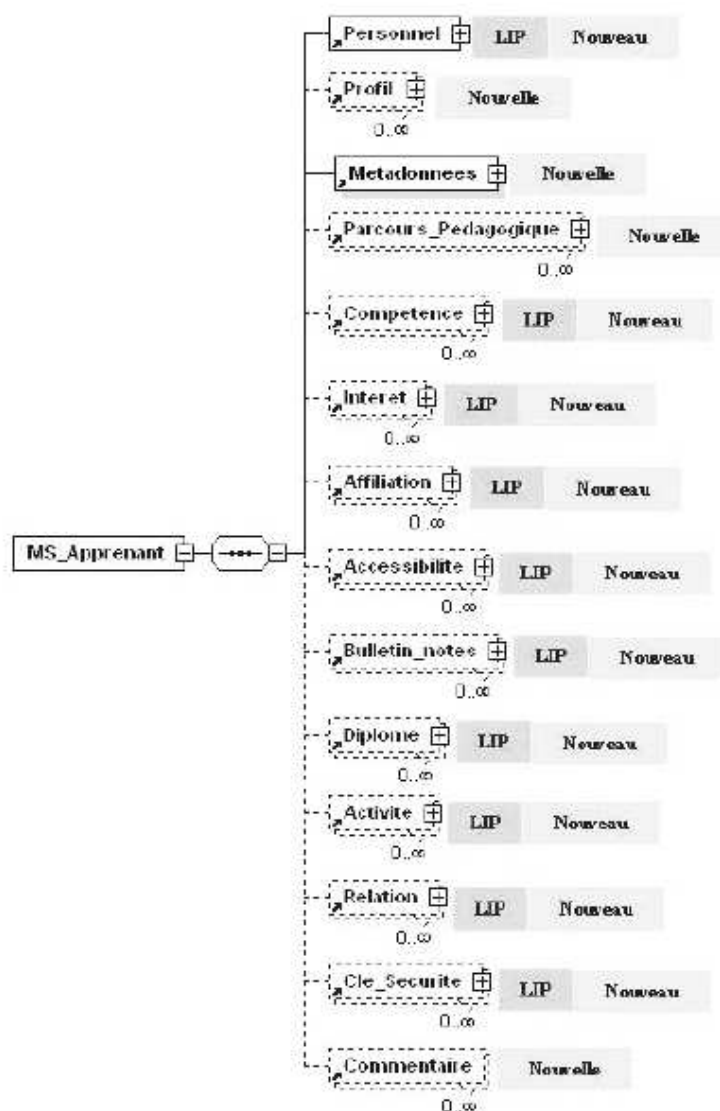 Personnel LIP Nouveau
Profil Nouvelle
0..∞
Metadonnees Nouvelle
Parcours_Pedagogique Nouvelle
0..∞
Competence LIP Nouveau
0..∞
Interet LIP Nouveau
0..∞
Affiliation LIP Nouveau
0..∞
MS_Apprenant
Accessibilite LIP Nouveau
0..∞
Bulletin_notes LIP Nouveau
0..∞
Diplome LIP Nouveau
0..∞
Activite LIP Nouveau
0..∞
Relation LIP Nouveau
0..∞
Cle_Securite LIP Nouveau
0..∞
Commentaire Nouvelle
0..∞